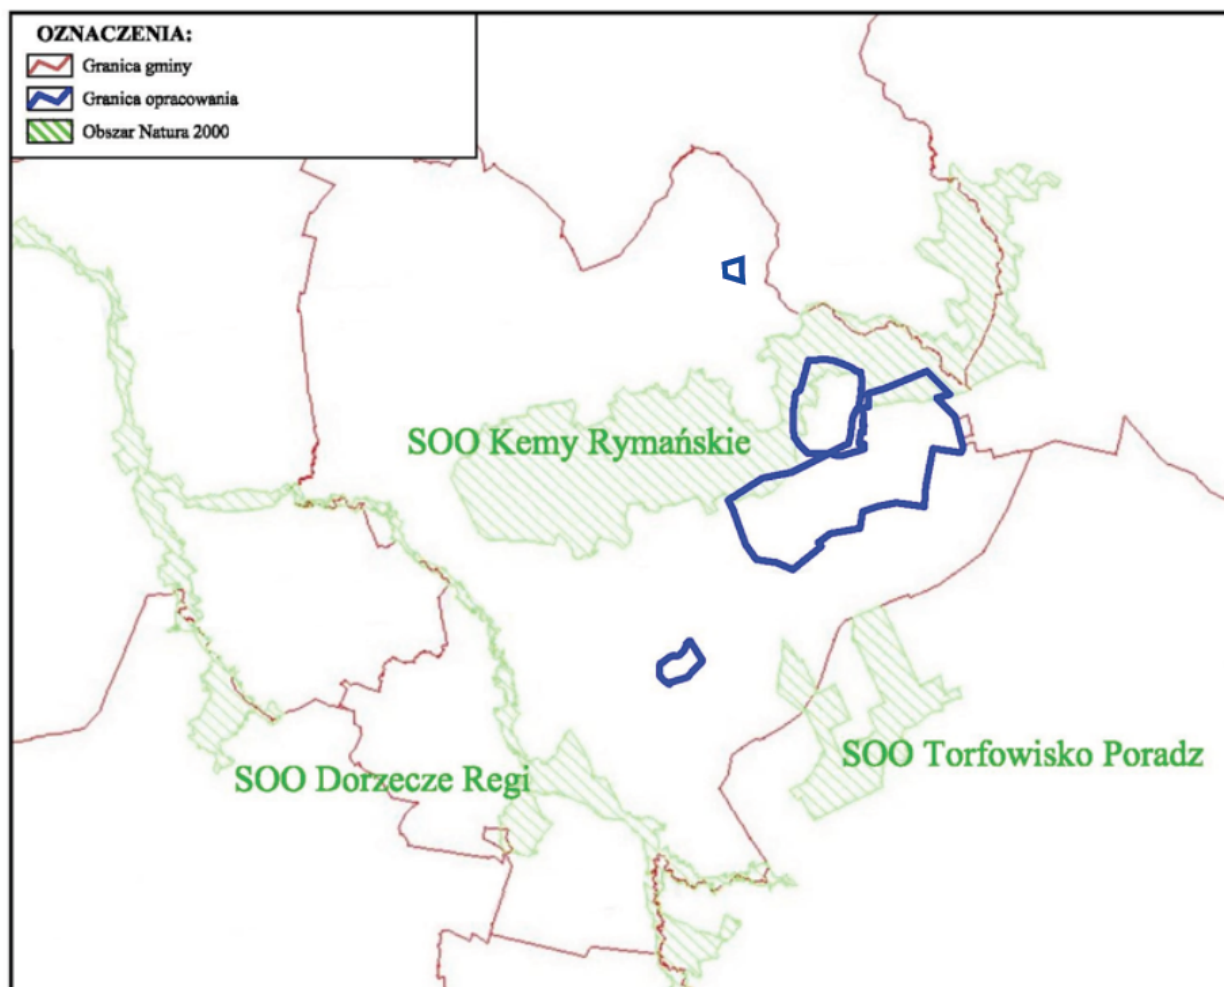 OZNACZENIA:
Granica gminy
Granica opracowania
Obszar Natura 2000
SOO Kemy Rymańskie
SOO Torfowisko Poradz
SOO Dorzecze Regi